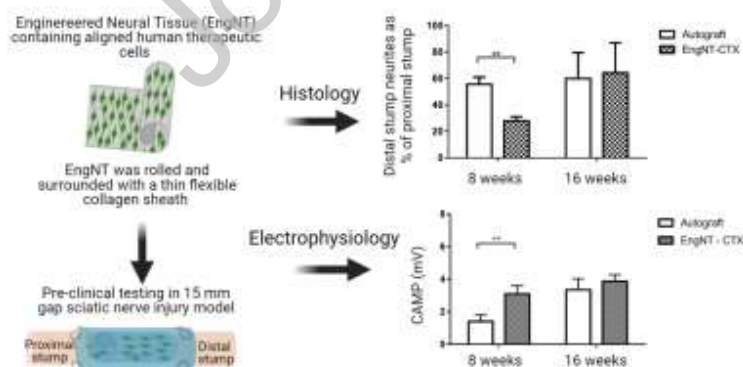 Enginereered Neural Tissue (EngNT)
containing aligned human therapeutic
cells
EngNT was rolled and
surrounded with a thin flexible
collagen sheath
Pre-clinical testing in 15 mm
gap sciatic nerve injury model
Proximal
stump
Distal
stump
Histology
Distal stump neurites as
% of proximal stump
100
80
60
40
20
0
**
8 weeks
16 weeks
Autograft
EngNT-CTX
Electrophysiology
CAMP (mV)
8
6
4
2
0
**
8 weeks
16 weeks
Autograft
EngNT - CTX